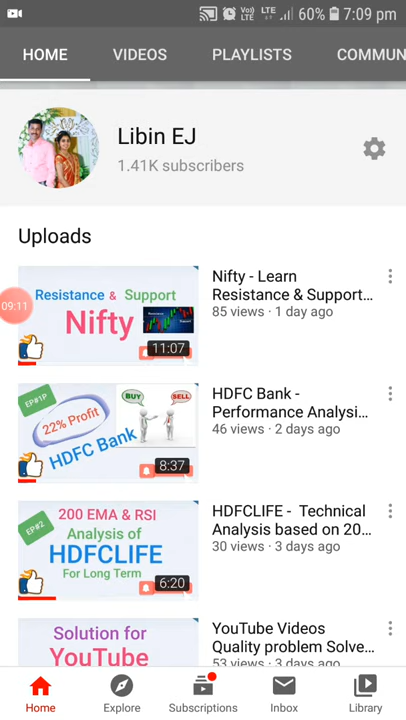 60% 7:09 pm
HOME VIDEOS PLAYLISTS COMMUN
Libin EJ
1.41K subscribers
Uploads
09:11
Resistance & Support
Nifty
11:07
Nifty - Learn
Resistance & Support...
85 views · 1 day ago
EP#1P
22% Profit
HDFC Bank
BUY
SELL
8:37
HDFC Bank -
Performance Analysi...
46 views · 2 days ago
EP#2
200 EMA & RSI
Analysis of
HDFCLIFE
For Long Term
6:20
HDFCLIFE - Technical
Analysis based on 20...
30 views · 3 days ago
Solution for
YouTube
YouTube Videos
Quality problem Solve...
53 views · 3 days ago
Home Explore Subscriptions Inbox Library